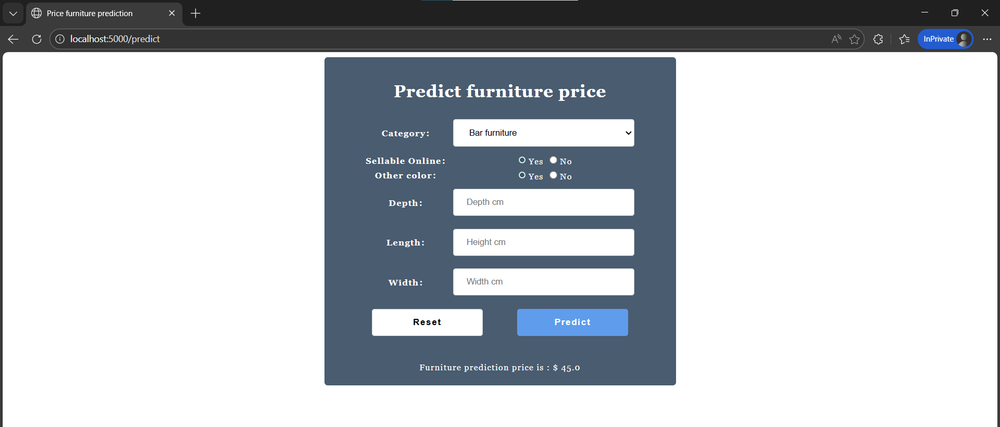 Price furniture prediction
localhost:5000/predict
InPrivate
Predict furniture price
Category: Bar furniture
Sellable Online: Yes No
Other color: Yes No
Depth: Depth cm
Length: Height cm
Width: Width cm
Reset Predict
Furniture prediction price is : $ 45.0